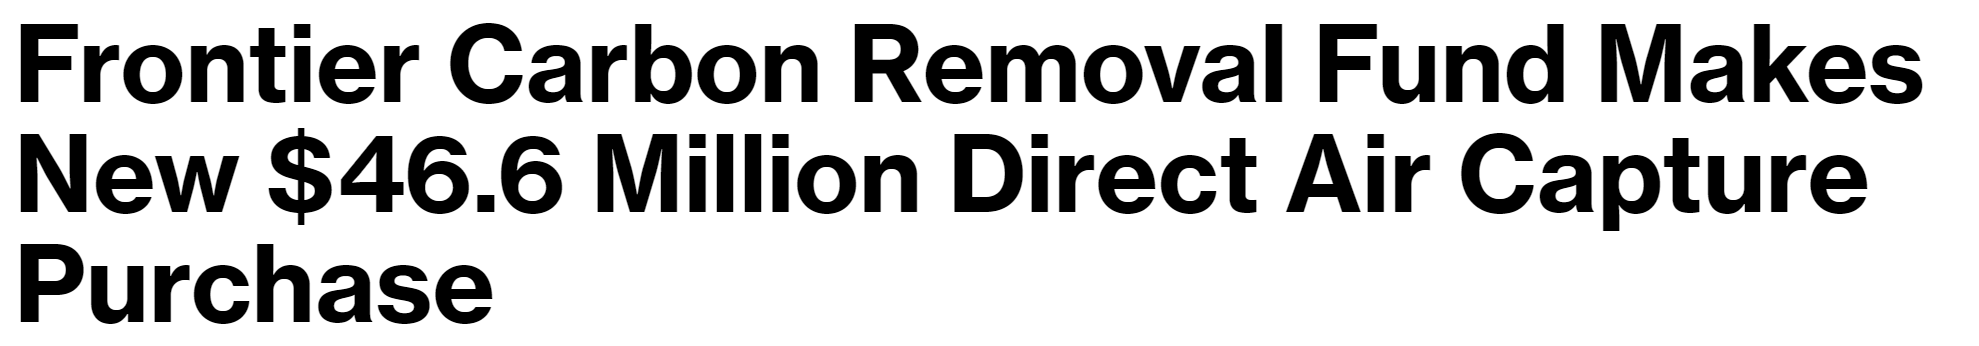 Frontier Carbon Removal Fund Makes
New $46.6 Million Direct Air Capture
Purchase